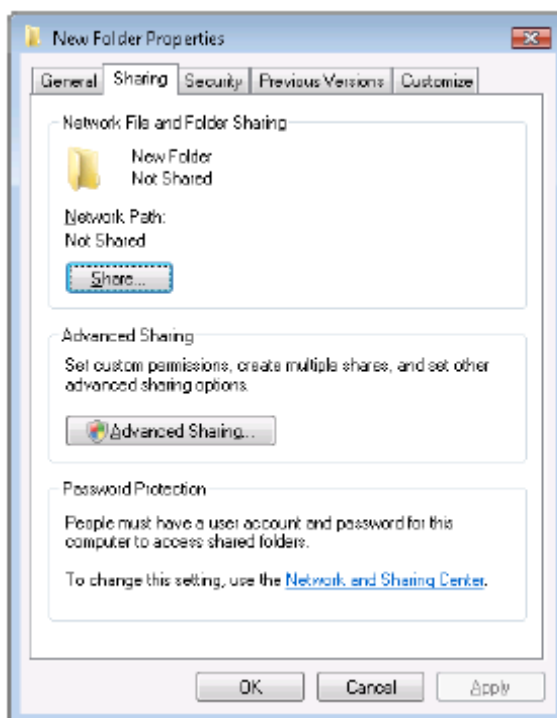 New Folder Properties
General Sharing Security Previous Versions Customize
Network File and Folder Sharing
New Folder
Not Shared
Network Path:
Not Shared
Share...
Advanced Sharing
Set custom permissions, create multiple shares, and set other
advanced sharing options.
Advanced Sharing...
Password Protection
People must have a user account and password for this
computer to access shared folders.
To change this setting, use the Network and Sharing Center.
OK Cancel Apply